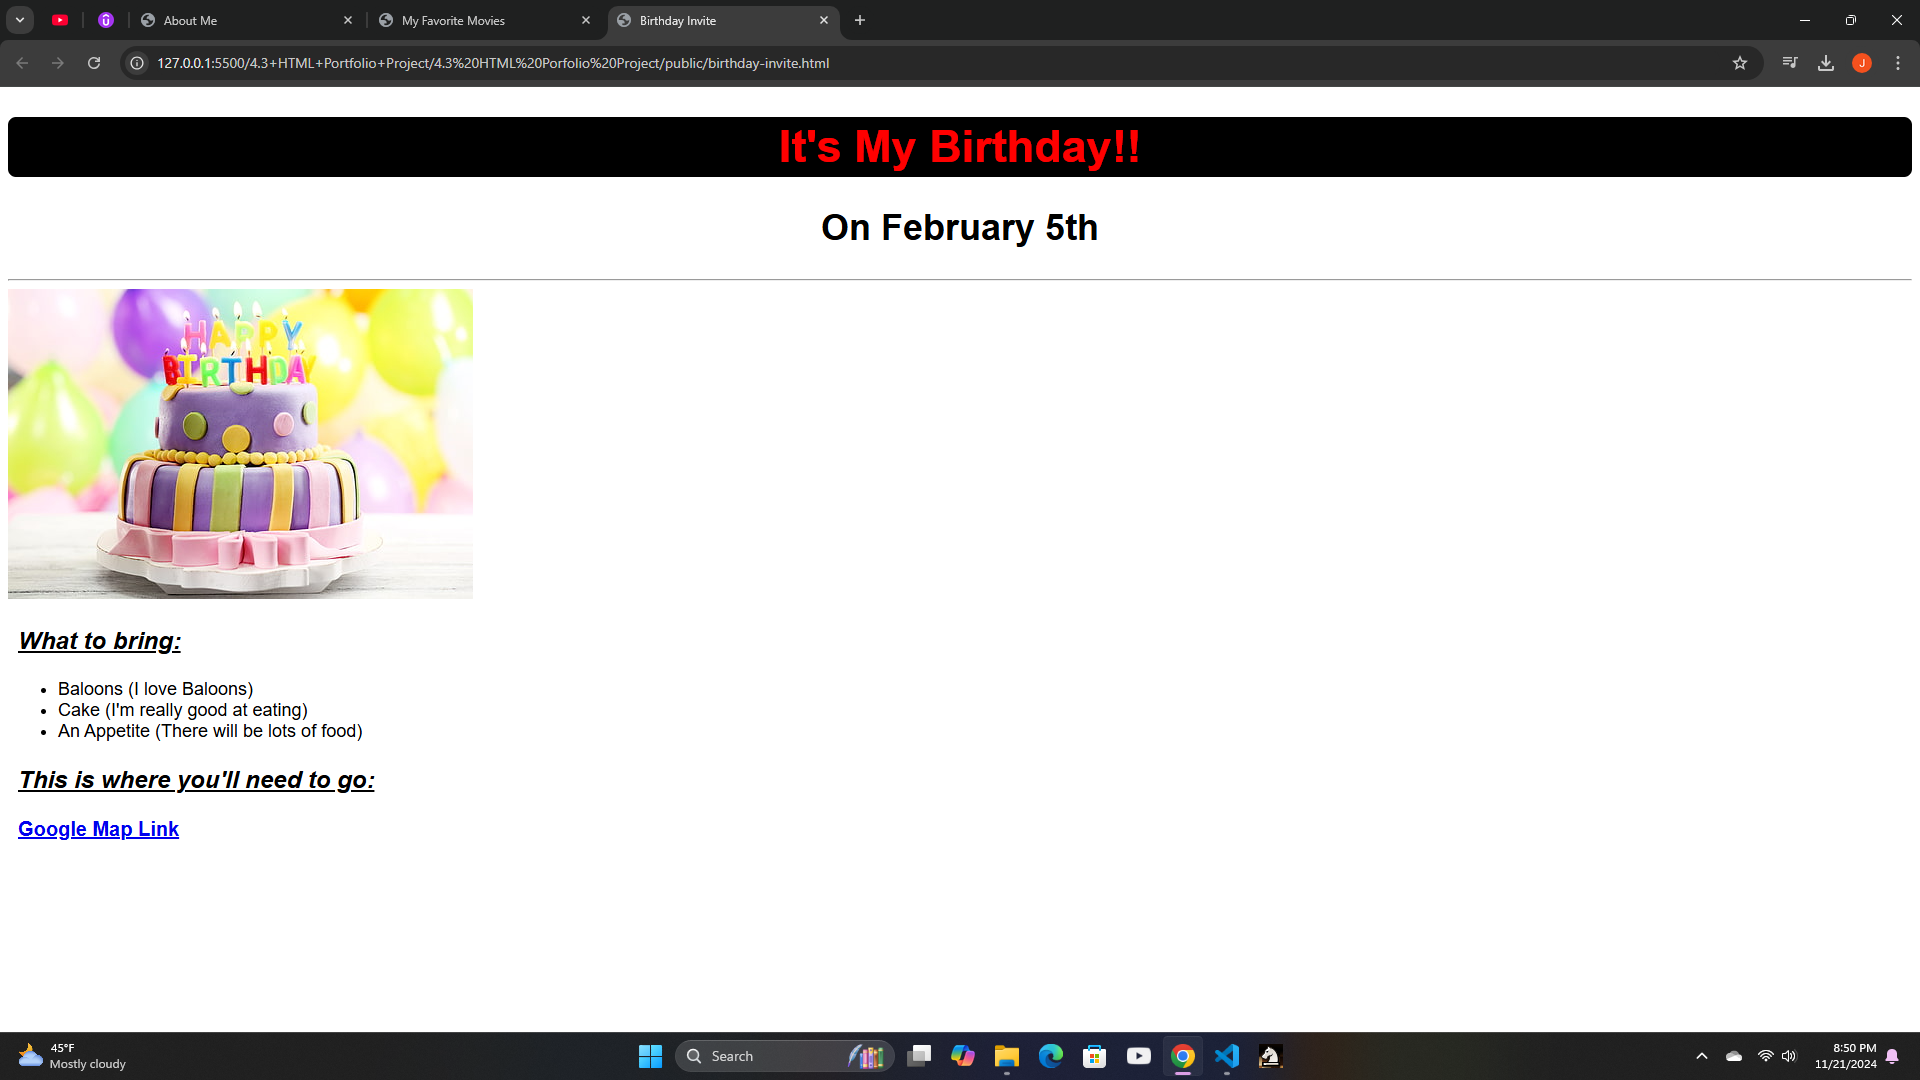 About Me
My Favorite Movies
Birthday Invite
127.0.0.1:5500/4.3+HTML+Portfolio+Project/4.3%20HTML%20Porfolio%20Project/public/birthday-invite.html
J
It's My Birthday!!
On February 5th
HAPPY
BIRTHDAY
What to bring:
Baloons (I love Baloons)
Cake (I'm really good at eating)
An Appetite (There will be lots of food)
This is where you'll need to go:
Google Map Link
45°F
Mostly cloudy
Search
8:50 PM
11/21/2024